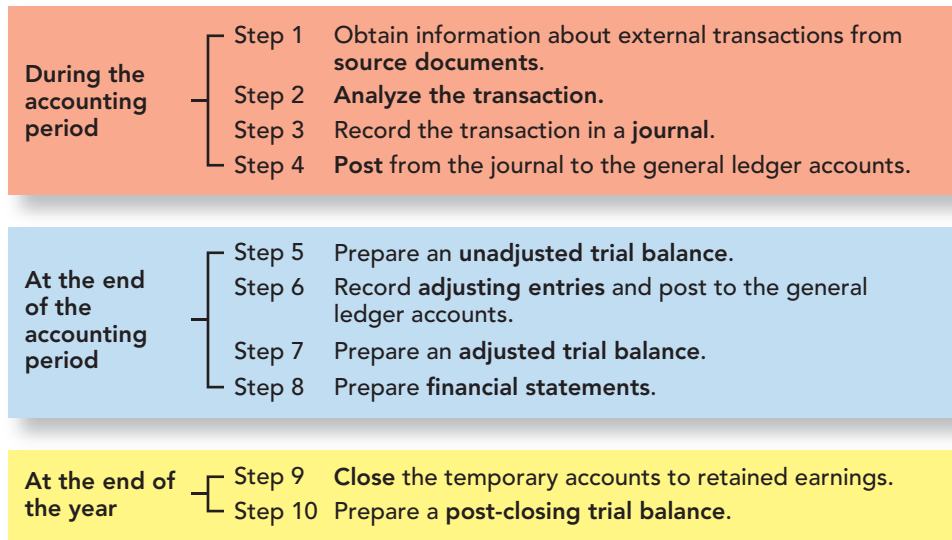 During the
accounting
period
Step 1 Obtain information about external transactions from
source documents.
Step 2 Analyze the transaction.
Step 3 Record the transaction in a journal.
Step 4 Post from the journal to the general ledger accounts.
At the end
of the
accounting
period
Step 5 Prepare an unadjusted trial balance.
Step 6 Record adjusting entries and post to the general
ledger accounts.
Step 7 Prepare an adjusted trial balance.
Step 8 Prepare financial statements.
At the end of
the year
Step 9 Close the temporary accounts to retained earnings.
Step 10 Prepare a post-closing trial balance.